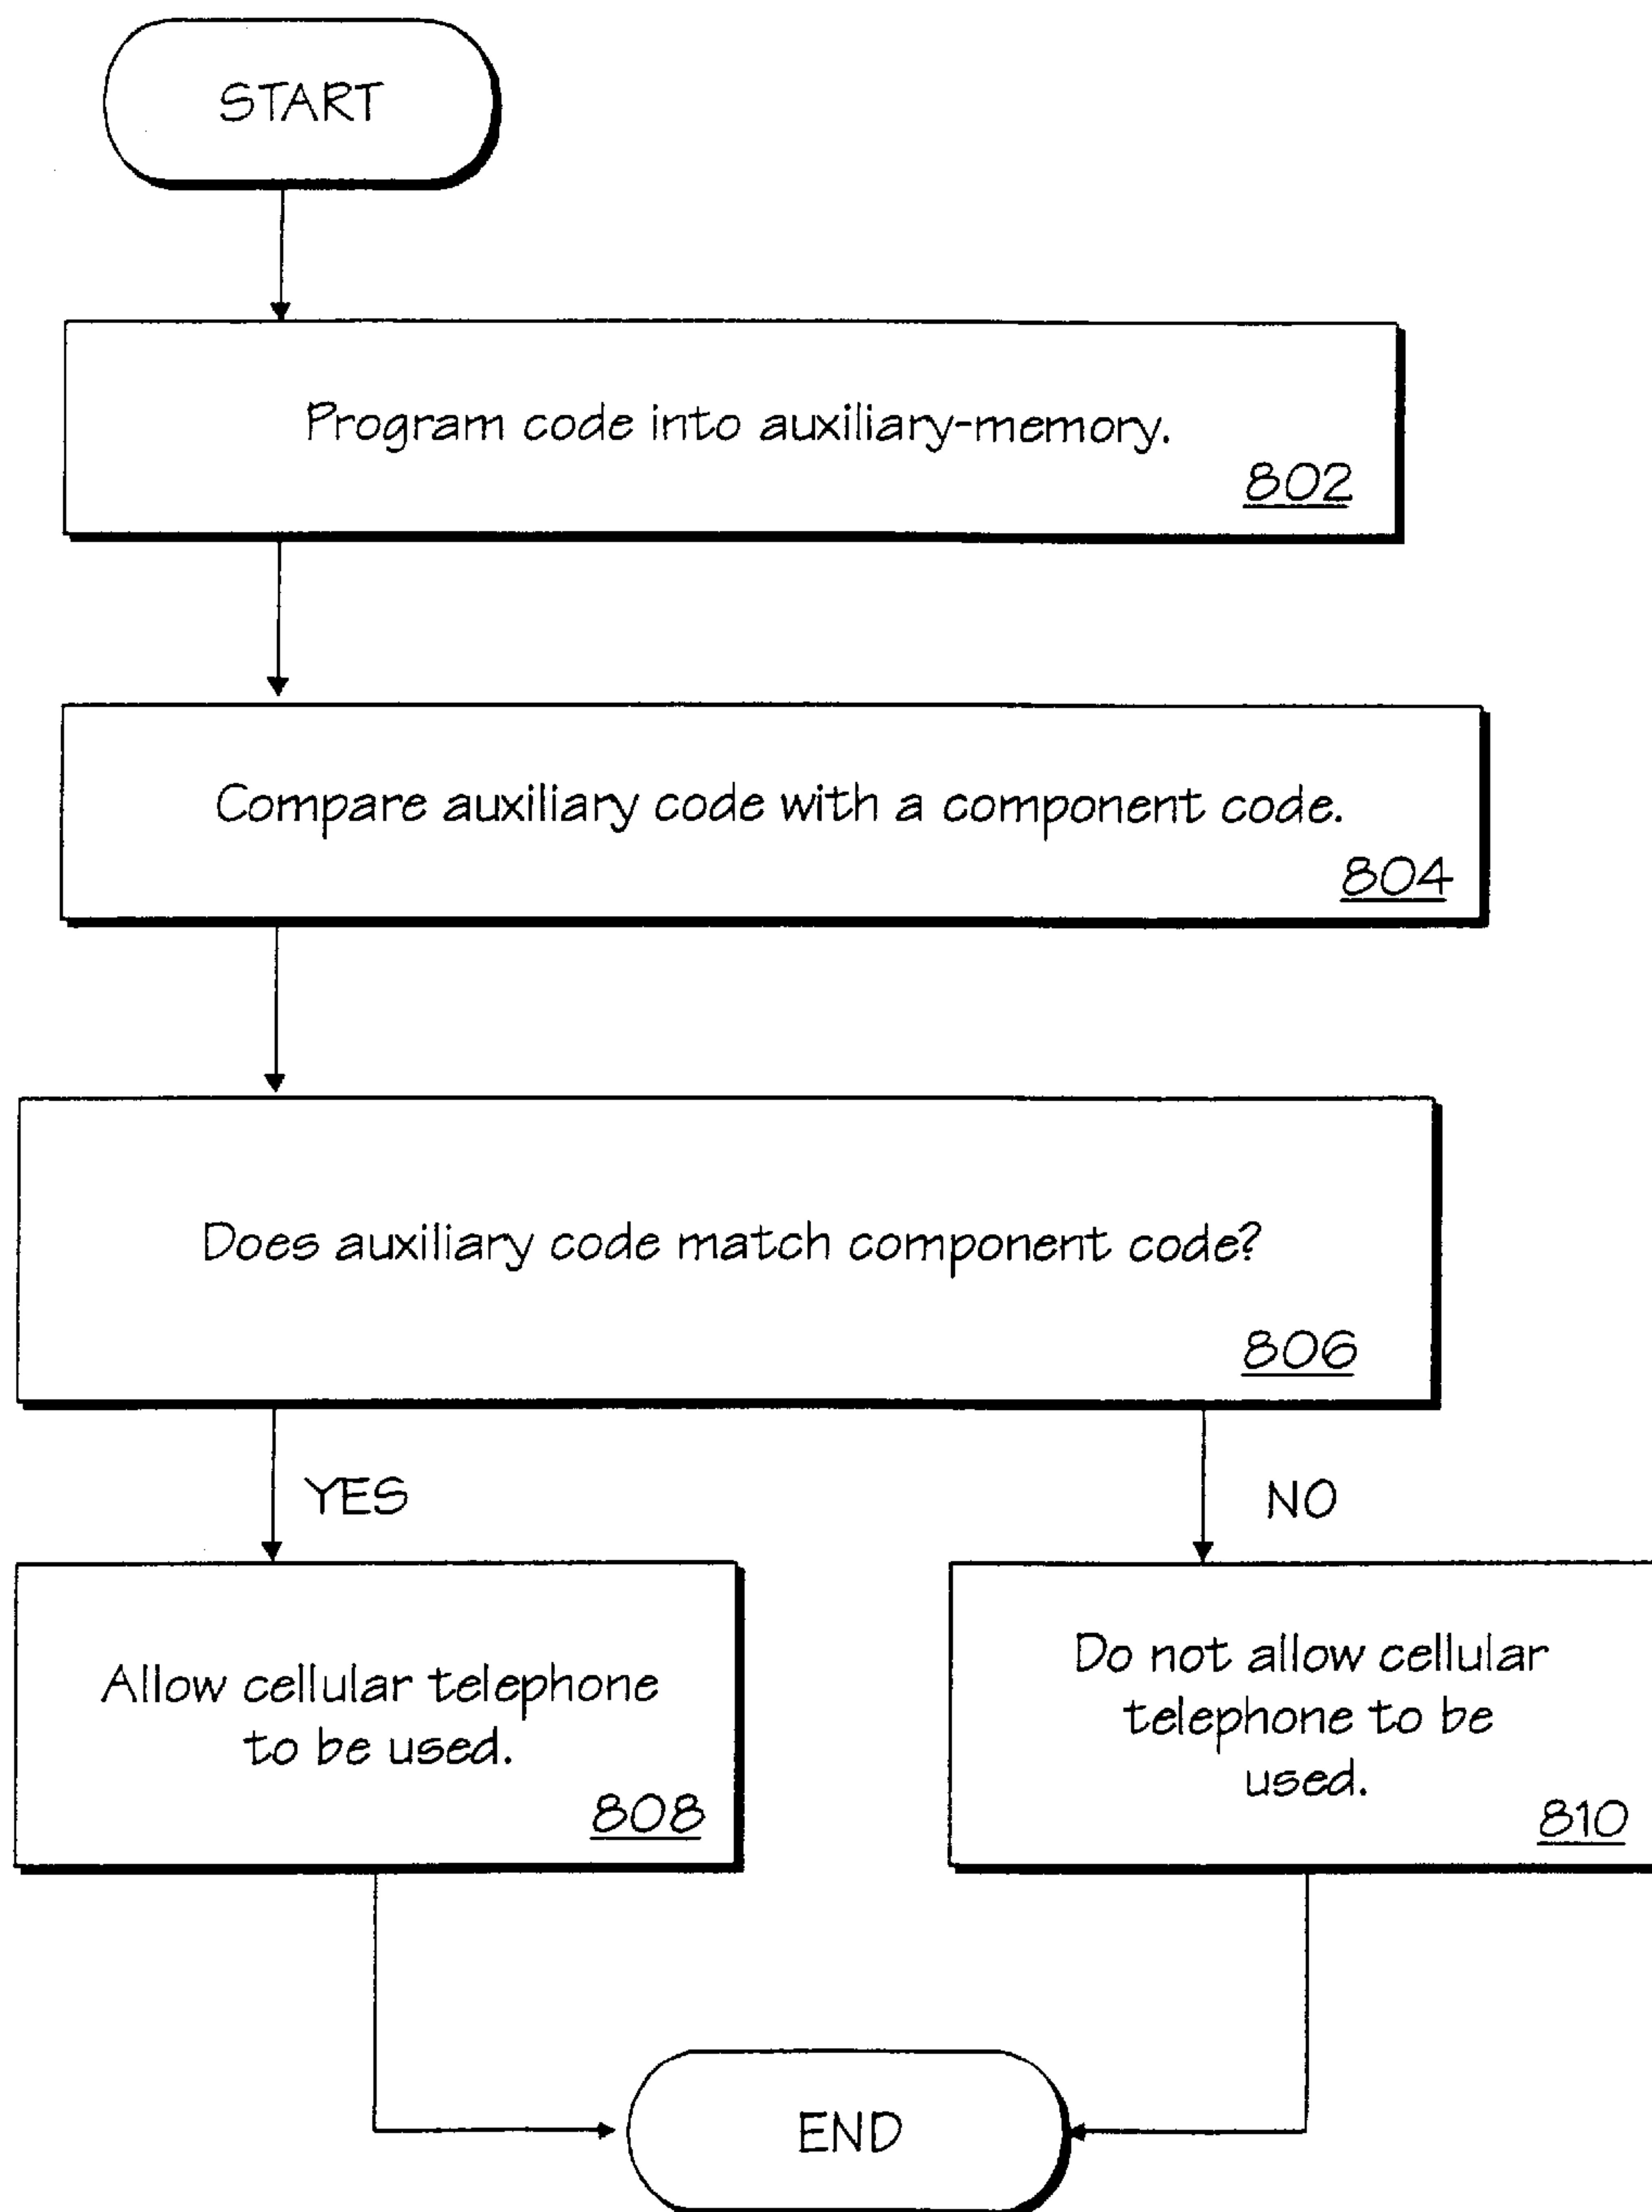 START
Program code into auxiliary-memory.
802
Compare auxiliary code with a component code.
804
Does auxiliary code match component code?
806
YES
NO
Allow cellular telephone
to be used.
808
Do not allow cellular
telephone to be
used.
810
END